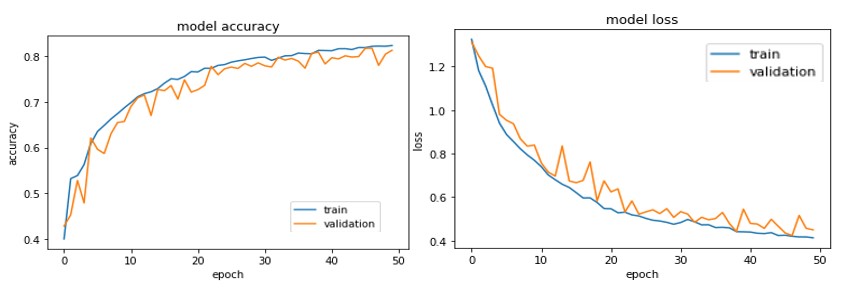 model accuracy
0.8
0.7
0.6
0.5
0.4
accuracy
train
validation
0 10 20 30 40 50
epoch
model loss
1.2
1.0
0.8
0.6
0.4
loss
train
validation
0 10 20 30 40 50
epoch